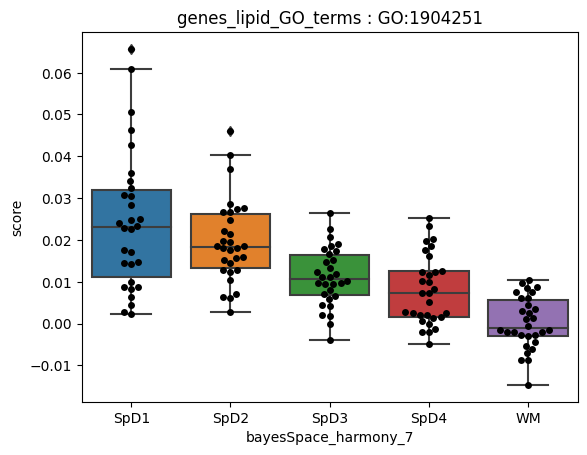 genes_lipid_GO_terms : GO:1904251
score
0.06
0.05
0.04
0.03
0.02
0.01
0.00
−0.01
SpD1 SpD2 SpD3 SpD4 WM
bayesSpace_harmony_7